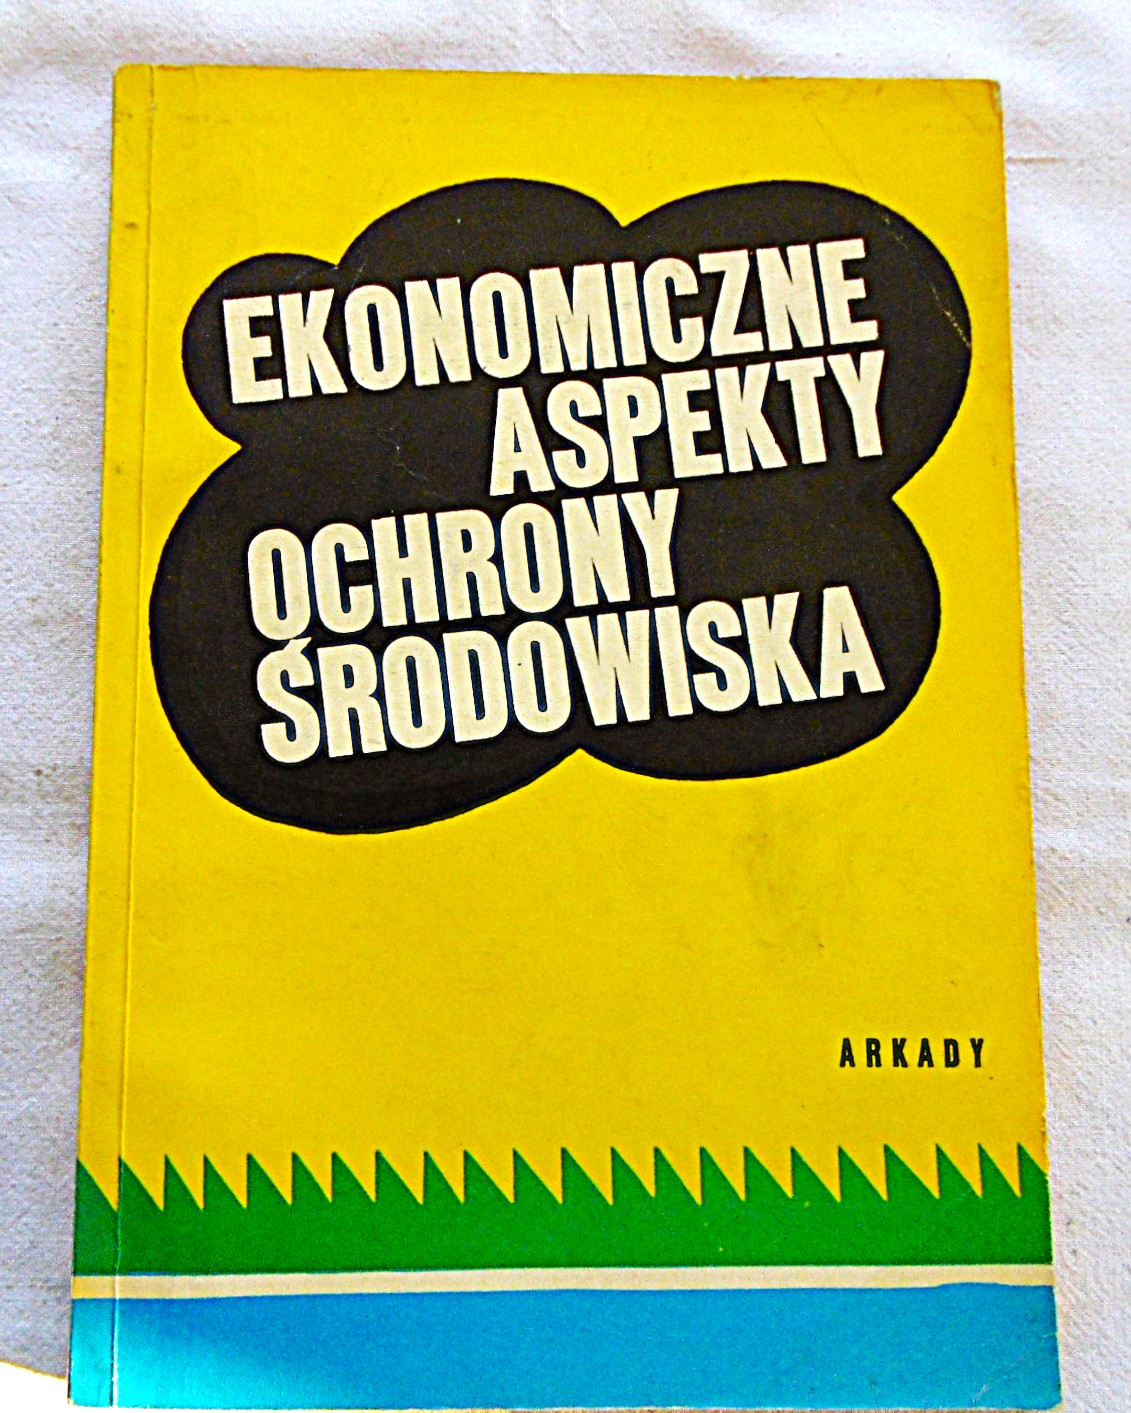 EKONOMICZNE
ASPEKTY
OCHRONY
ŚRODOWISKA
ARKADY